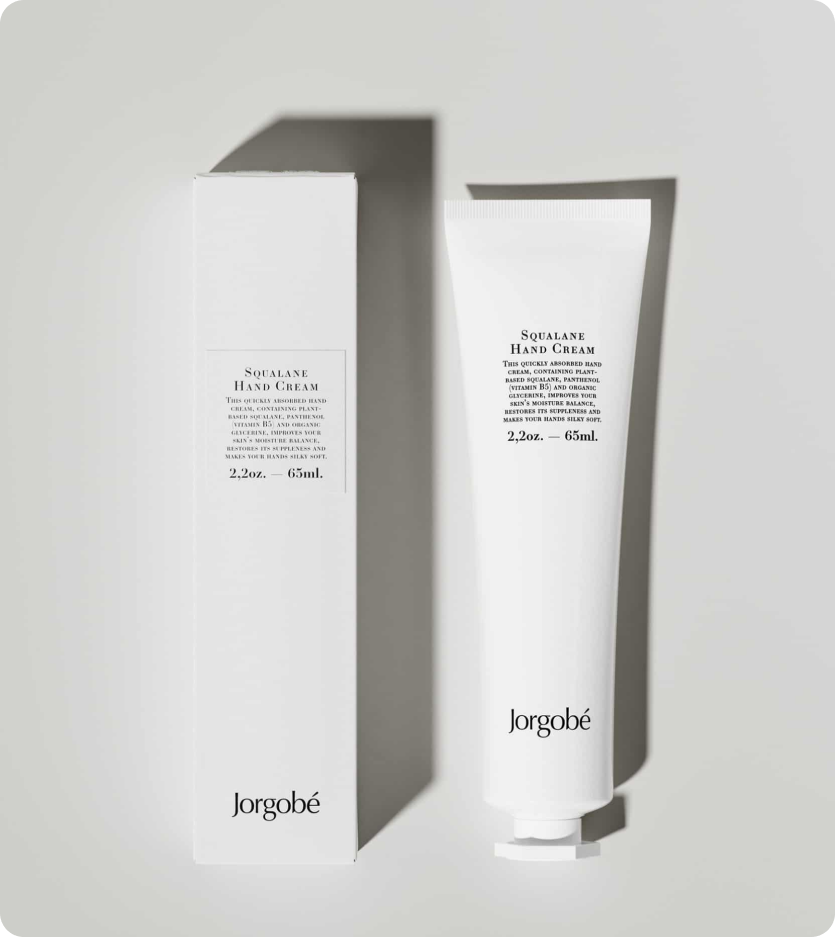 Squalane
Hand Cream
This quickly absorbed hand
cream, containing plant-
based squalane, panthenol
(vitamin B5) and organic
glycerine, improves your
skin's moisture balance,
restores its suppleness and
makes your hands silky soft.
2,2oz. — 65ml.
Jorgobé
Squalane
Hand Cream
This quickly absorbed hand
cream, containing plant-
based squalane, panthenol
(vitamin B5) and organic
glycerine, improves your
skin's moisture balance,
restores its suppleness and
makes your hands silky soft.
2,2oz. — 65ml.
Jorgobé